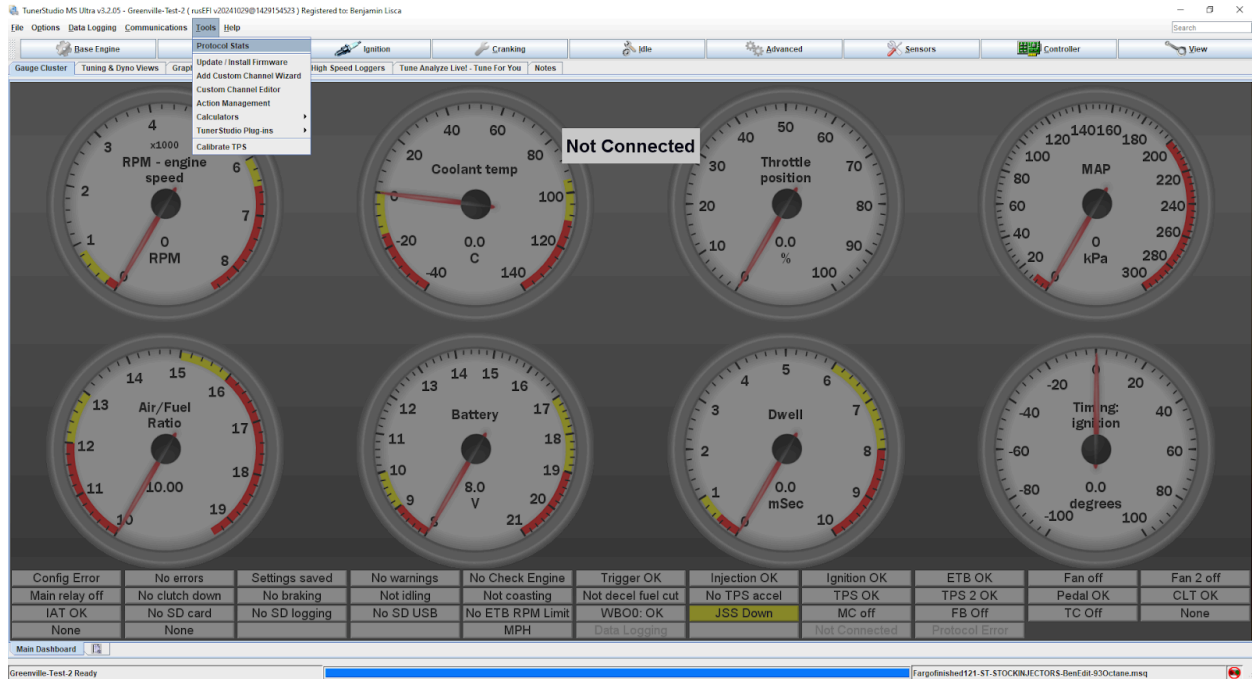 TunerStudio MS Ultra v3.2.05 - Greenville-Test-2 ( rusEFI v20241029@1429154523 ) Registered to: Benjamin Lisca
File Options Data Logging Communications Tools Help
Search
Base Engine Ignition Cranking Idle Advanced Sensors Controller View
Gauge Cluster Tuning & Dyno Views Grap High Speed Loggers Tune Analyze Live! - Tune For You Notes
Protocol Stats
Update / Install Firmware
Add Custom Channel Wizard
Custom Channel Editor
Action Management
Calculators
TunerStudio Plug-ins
Calibrate TPS
Not Connected
0 1 2 3 4 6 7 8
x1000
RPM - engine
speed
0
RPM
-40 -20 0 20 40 60 80 100 120 140
Coolant temp
0.0
C
0 10 20 30 40 50 60 70 80 90 100
Throttle
position
0.0
%
0 20 40 60 80 100 120 140 160 180 200 220 240 260 280 300
MAP
0
kPa
10 11 12 13 14 15 16 17 18 19
Air/Fuel
Ratio
10.00
8 9 10 11 12 13 14 15 16 17 18 19 20 21
Battery
8.0
V
0 1 2 3 4 5 6 7 8 9 10
Dwell
0.0
mSec
-100 -80 -60 -40 -20 0 20 40 60 80 100
Timing:
ignition
0.0
degrees
Config Error No errors Settings saved No warnings No Check Engine Trigger OK Injection OK Ignition OK ETB OK Fan off Fan 2 off
Main relay off No clutch down No braking Not idling Not coasting Not decel fuel cut No TPS accel TPS OK TPS 2 OK Pedal OK CLT OK
IAT OK No SD card No SD logging No SD USB No ETB RPM Limit WBO0: OK JSS Down MC off FB Off TC Off None
None None MPH Data Logging Not Connected Protocol Error
Main Dashboard
Greenville-Test-2 Ready
Fargofinished121-ST-STOCKINJECTORS-BenEdit-93Octane.msq